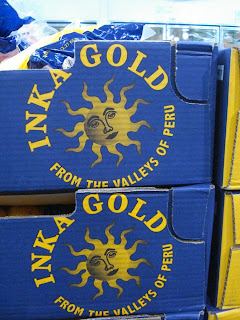 INKA GOLD
FROM THE VALLEYS OF PERU
INKA GOLD
FROM THE VALLEYS OF PERU